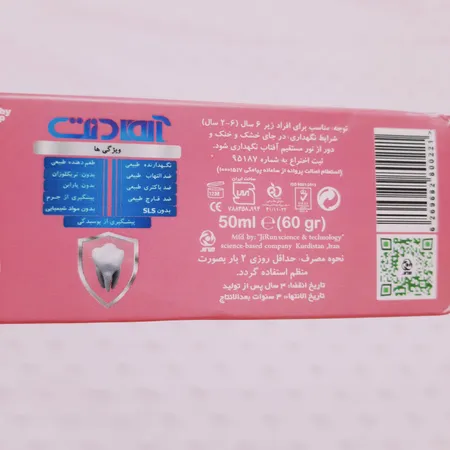 توجه: مناسب برای افراد زیر ۶ سال (۶-۲ سال)
شرایط نگهداری: در جای خشک و خنک و
دور از نور مستقیم آفتاب نگهداری شود.
ثبت اختراع به شماره ۹۵۱۸۷
ساخت ایران
50ml e (60 gr)
Mfd by: "JiRun science & technology"
science-based company Kurdistan ,Iran
نحوه مصرف: حداقل روزی ۲ بار بصورت
منظم استفاده گردد.
تاریخ انقضا: ۳ سال پس از تولید
تاریخ الانتهاء: ۳ سنوات بعدالانتاج
ویژگی ها
نگهدارنده طبیعی
ضد التهاب طبیعی
ضد باکتری طبیعی
ضد قارچ طبیعی
پیشگیری از جرم
بدون SLS
طعم دهنده طبیعی
بدون تریکلوزان
بدون پارابن
بدون مواد شیمیایی
پیشگیری از پوسیدگی